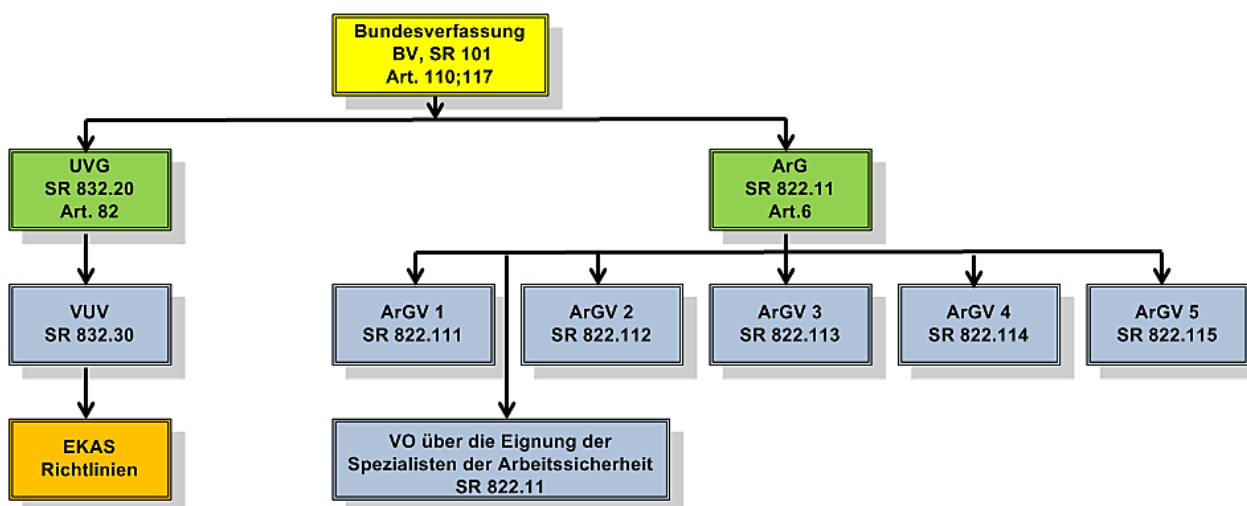 Bundesverfassung
BV, SR 101
Art. 110;117
UVG
SR 832.20
Art. 82
ArG
SR 822.11
Art.6
VUV
SR 832.30
ArGV 1
SR 822.111
ArGV 2
SR 822.112
ArGV 3
SR 822.113
ArGV 4
SR 822.114
ArGV 5
SR 822.115
EKAS
Richtlinien
VO über die Eignung der
Spezialisten der Arbeitssicherheit
SR 822.11